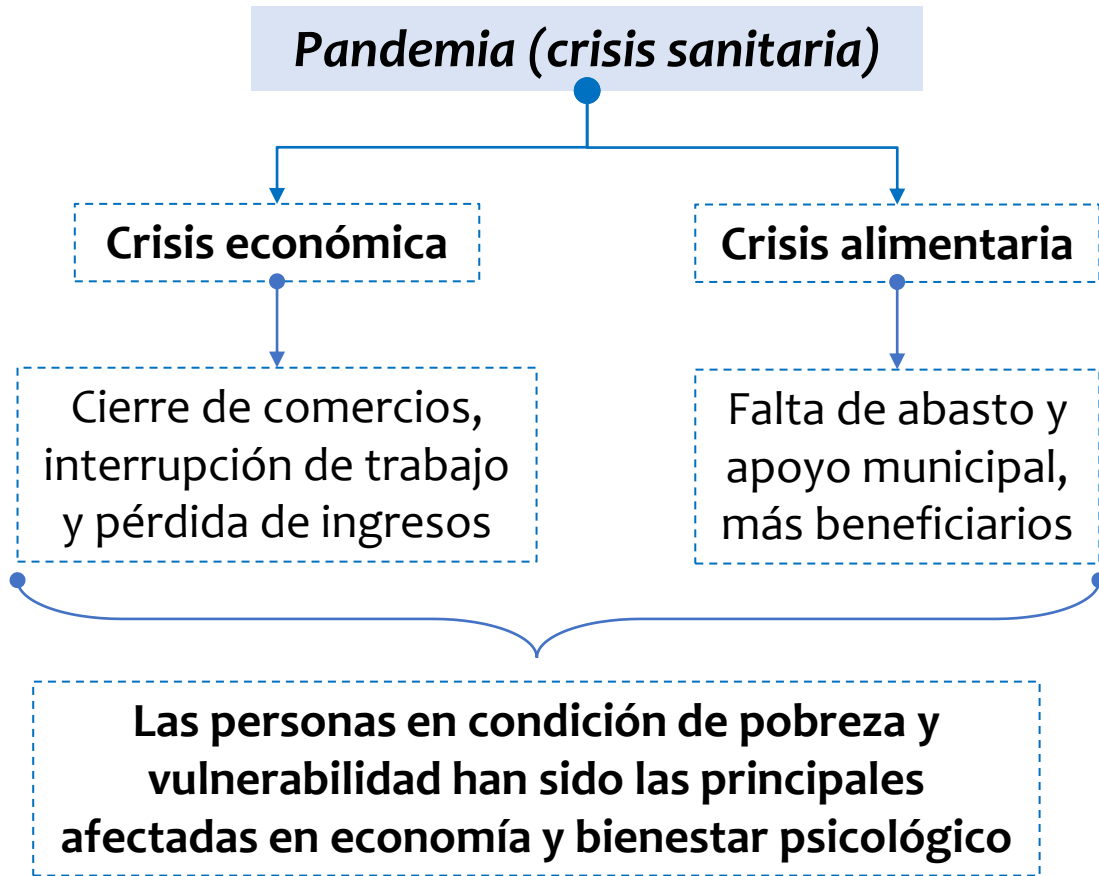 Pandemia (crisis sanitaria)
Crisis económica
Crisis alimentaria
Cierre de comercios,
interrupción de trabajo
y pérdida de ingresos
Falta de abasto y
apoyo municipal,
más beneficiarios
Las personas en condición de pobreza y
vulnerabilidad han sido las principales
afectadas en economía y bienestar psicológico